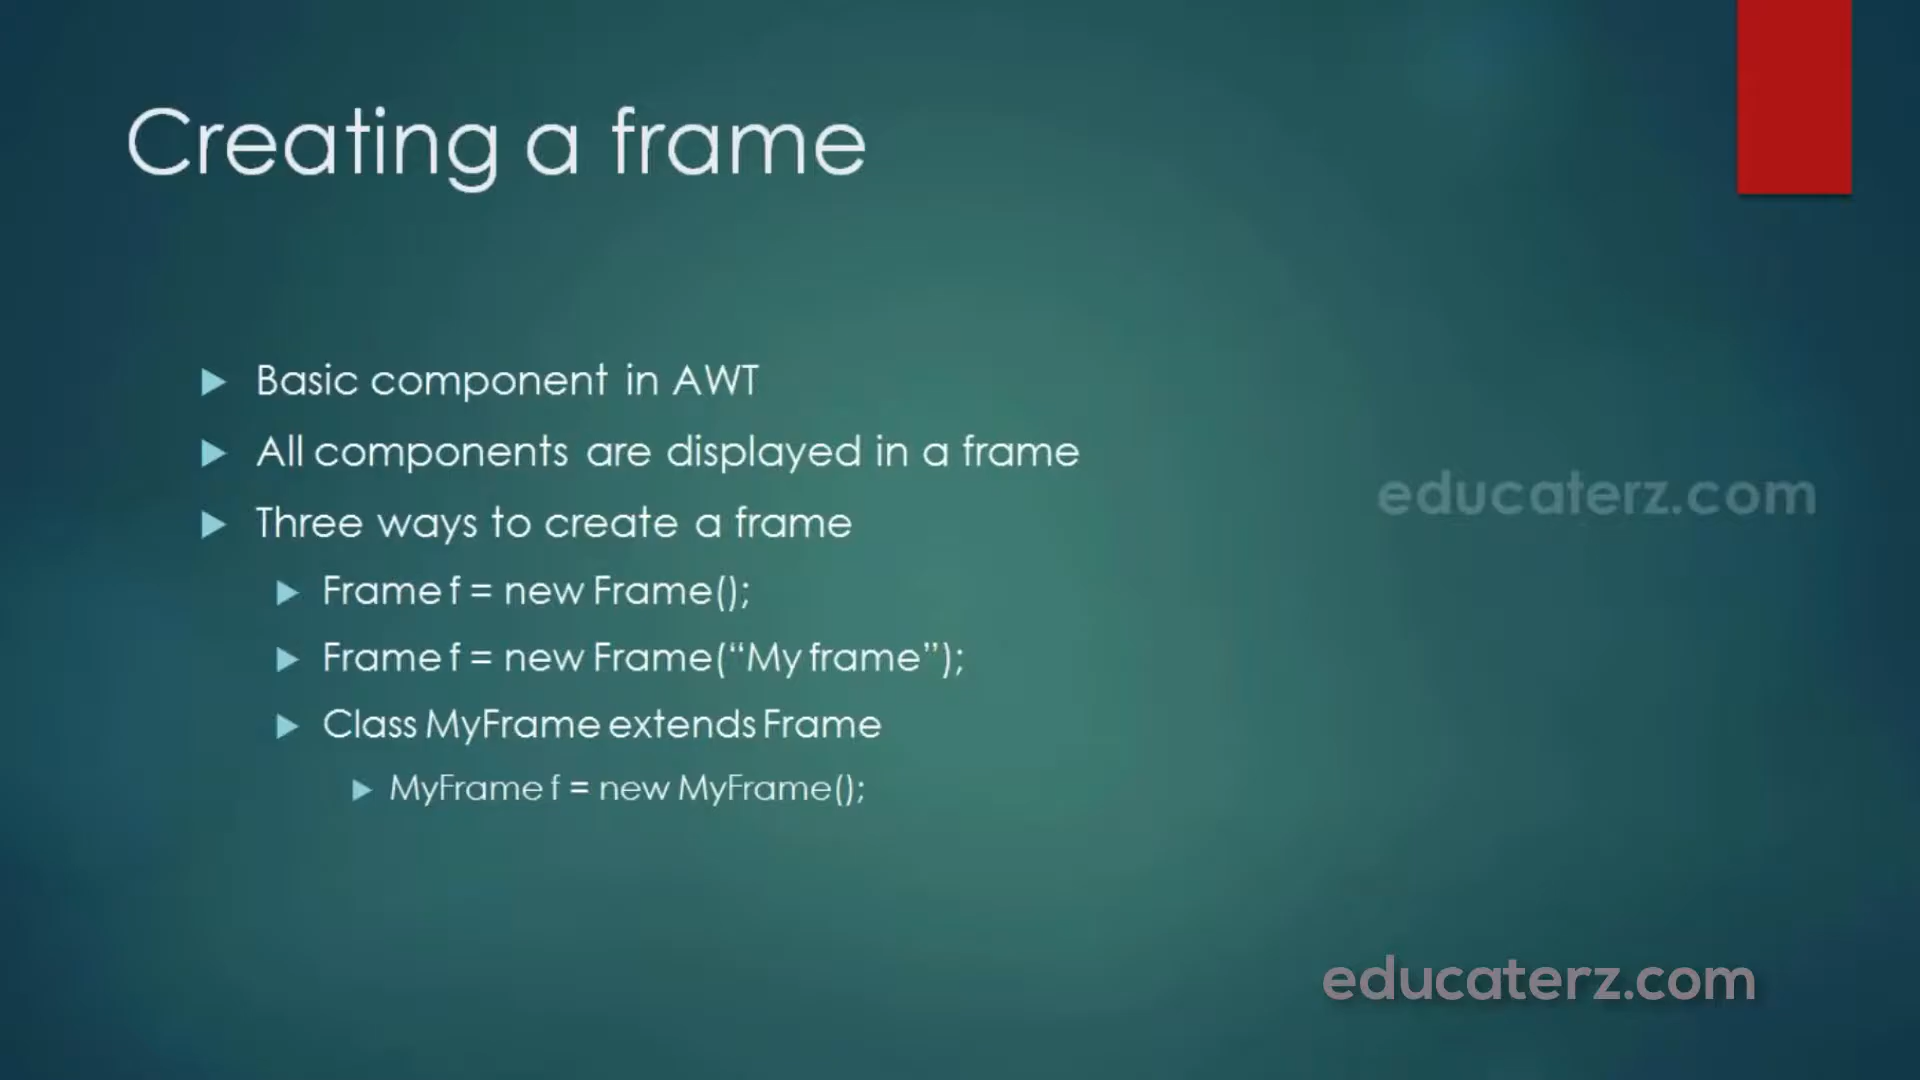 Creating a frame
Basic component in AWT
All components are displayed in a frame
educaterz.com
Three ways to create a frame
Frame f = new Frame();
Frame f = new Frame(“My frame”);
Class MyFrame extends Frame
MyFrame f = new MyFrame();
educaterz.com